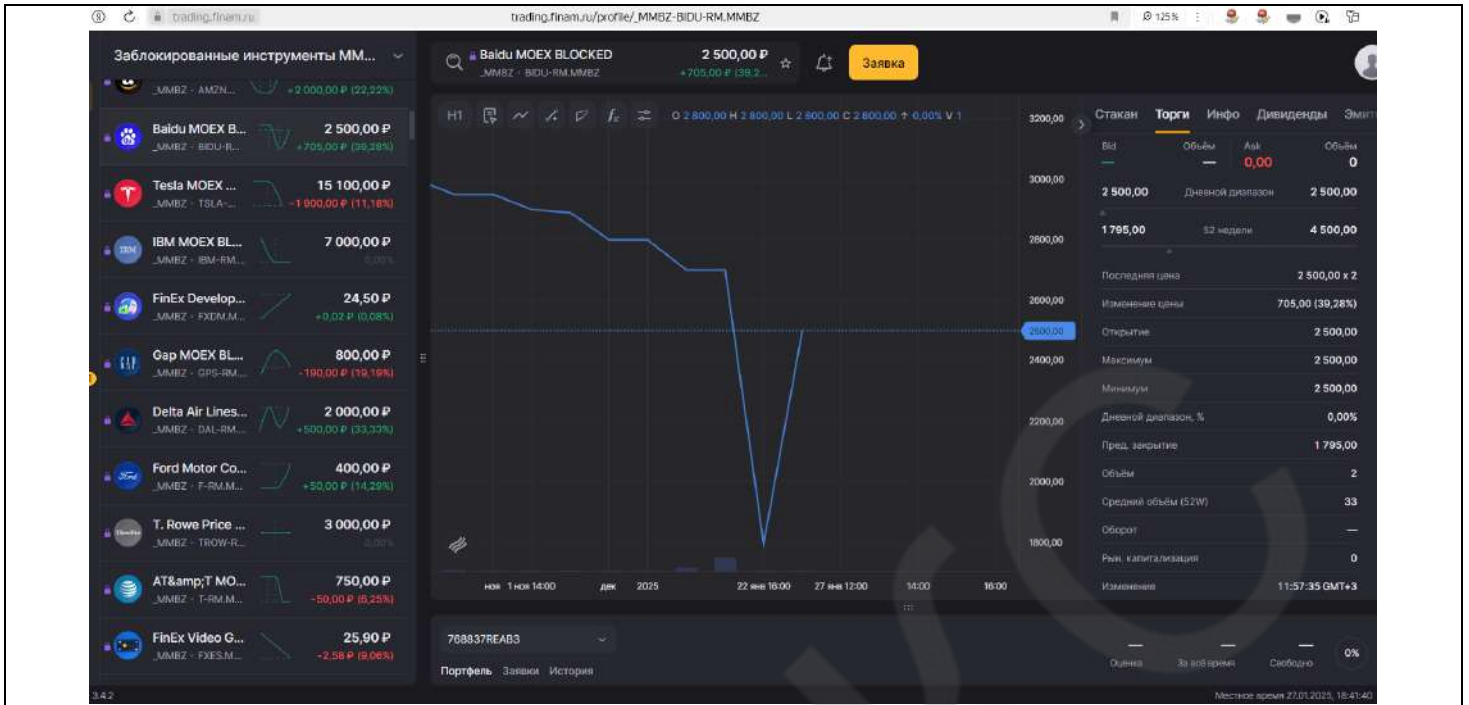 trading.finam.ru
trading.finam.ru/profile/_MMBZ-BIDU-RM.MMBZ
125%
Заблокированные инструменты ММ...
_MMBZ · AMZN...
+2 000,00 ₽ (22,22%)
Baidu MOEX B...
2 500,00 ₽
_MMBZ · BIDU-R...
+705,00 ₽ (39,28%)
Tesla MOEX ...
15 100,00 ₽
_MMBZ · TSLA-...
-1 900,00 ₽ (11,18%)
IBM
IBM MOEX BL...
7 000,00 ₽
_MMBZ · IBM-RM...
0,00%
FinEx Develop...
24,50 ₽
_MMBZ · FXDM.M...
+0,02 ₽ (0,08%)
GAP
Gap MOEX BL...
800,00 ₽
_MMBZ · GPS-RM...
-190,00 ₽ (19,19%)
Delta Air Lines...
2 000,00 ₽
_MMBZ · DAL-RM...
+500,00 ₽ (33,33%)
Ford
Ford Motor Co...
400,00 ₽
_MMBZ · F-RM.M...
+50,00 ₽ (14,29%)
T. Rowe Price ...
3 000,00 ₽
_MMBZ · TROW-R...
0,00%
AT&amp;T MO...
750,00 ₽
_MMBZ · T-RM.M...
-50,00 ₽ (6,25%)
FinEx Video G...
25,90 ₽
_MMBZ · FXES.M...
-2,58 ₽ (9,06%)
3.4.2
Baidu MOEX BLOCKED
2 500,00 ₽
_MMBZ · BIDU-RM.MMBZ
+705,00 ₽ (39,2...
Заявка
H1
O 2 800,00 H 2 800,00 L 2 800,00 C 2 800,00 ↑ 0,00% V 1
3200,00
3000,00
2800,00
2600,00
2500,00
2400,00
2200,00
2000,00
1800,00
ноя 1 ноя 14:00 дек 2025 22 янв 16:00 27 янв 12:00 14:00 16:00
768837REAB3
Портфель Заявки История
Оценка
За всё время
Свободно
0%
Стакан Торги Инфо Дивиденды Эмит
Bid Объём Ask Объём
— — 0,00 0
2 500,00 Дневной диапазон 2 500,00
1 795,00 52 недели 4 500,00
Последняя цена 2 500,00 x 2
Изменение цены 705,00 (39,28%)
Открытие 2 500,00
Максимум 2 500,00
Минимум 2 500,00
Дневной диапазон, % 0,00%
Пред. закрытие 1 795,00
Объём 2
Средний объём (52W) 33
Оборот —
Рын. капитализация 0
Изменение 11:57:35 GMT+3
Местное время 27.01.2025, 18:41:40